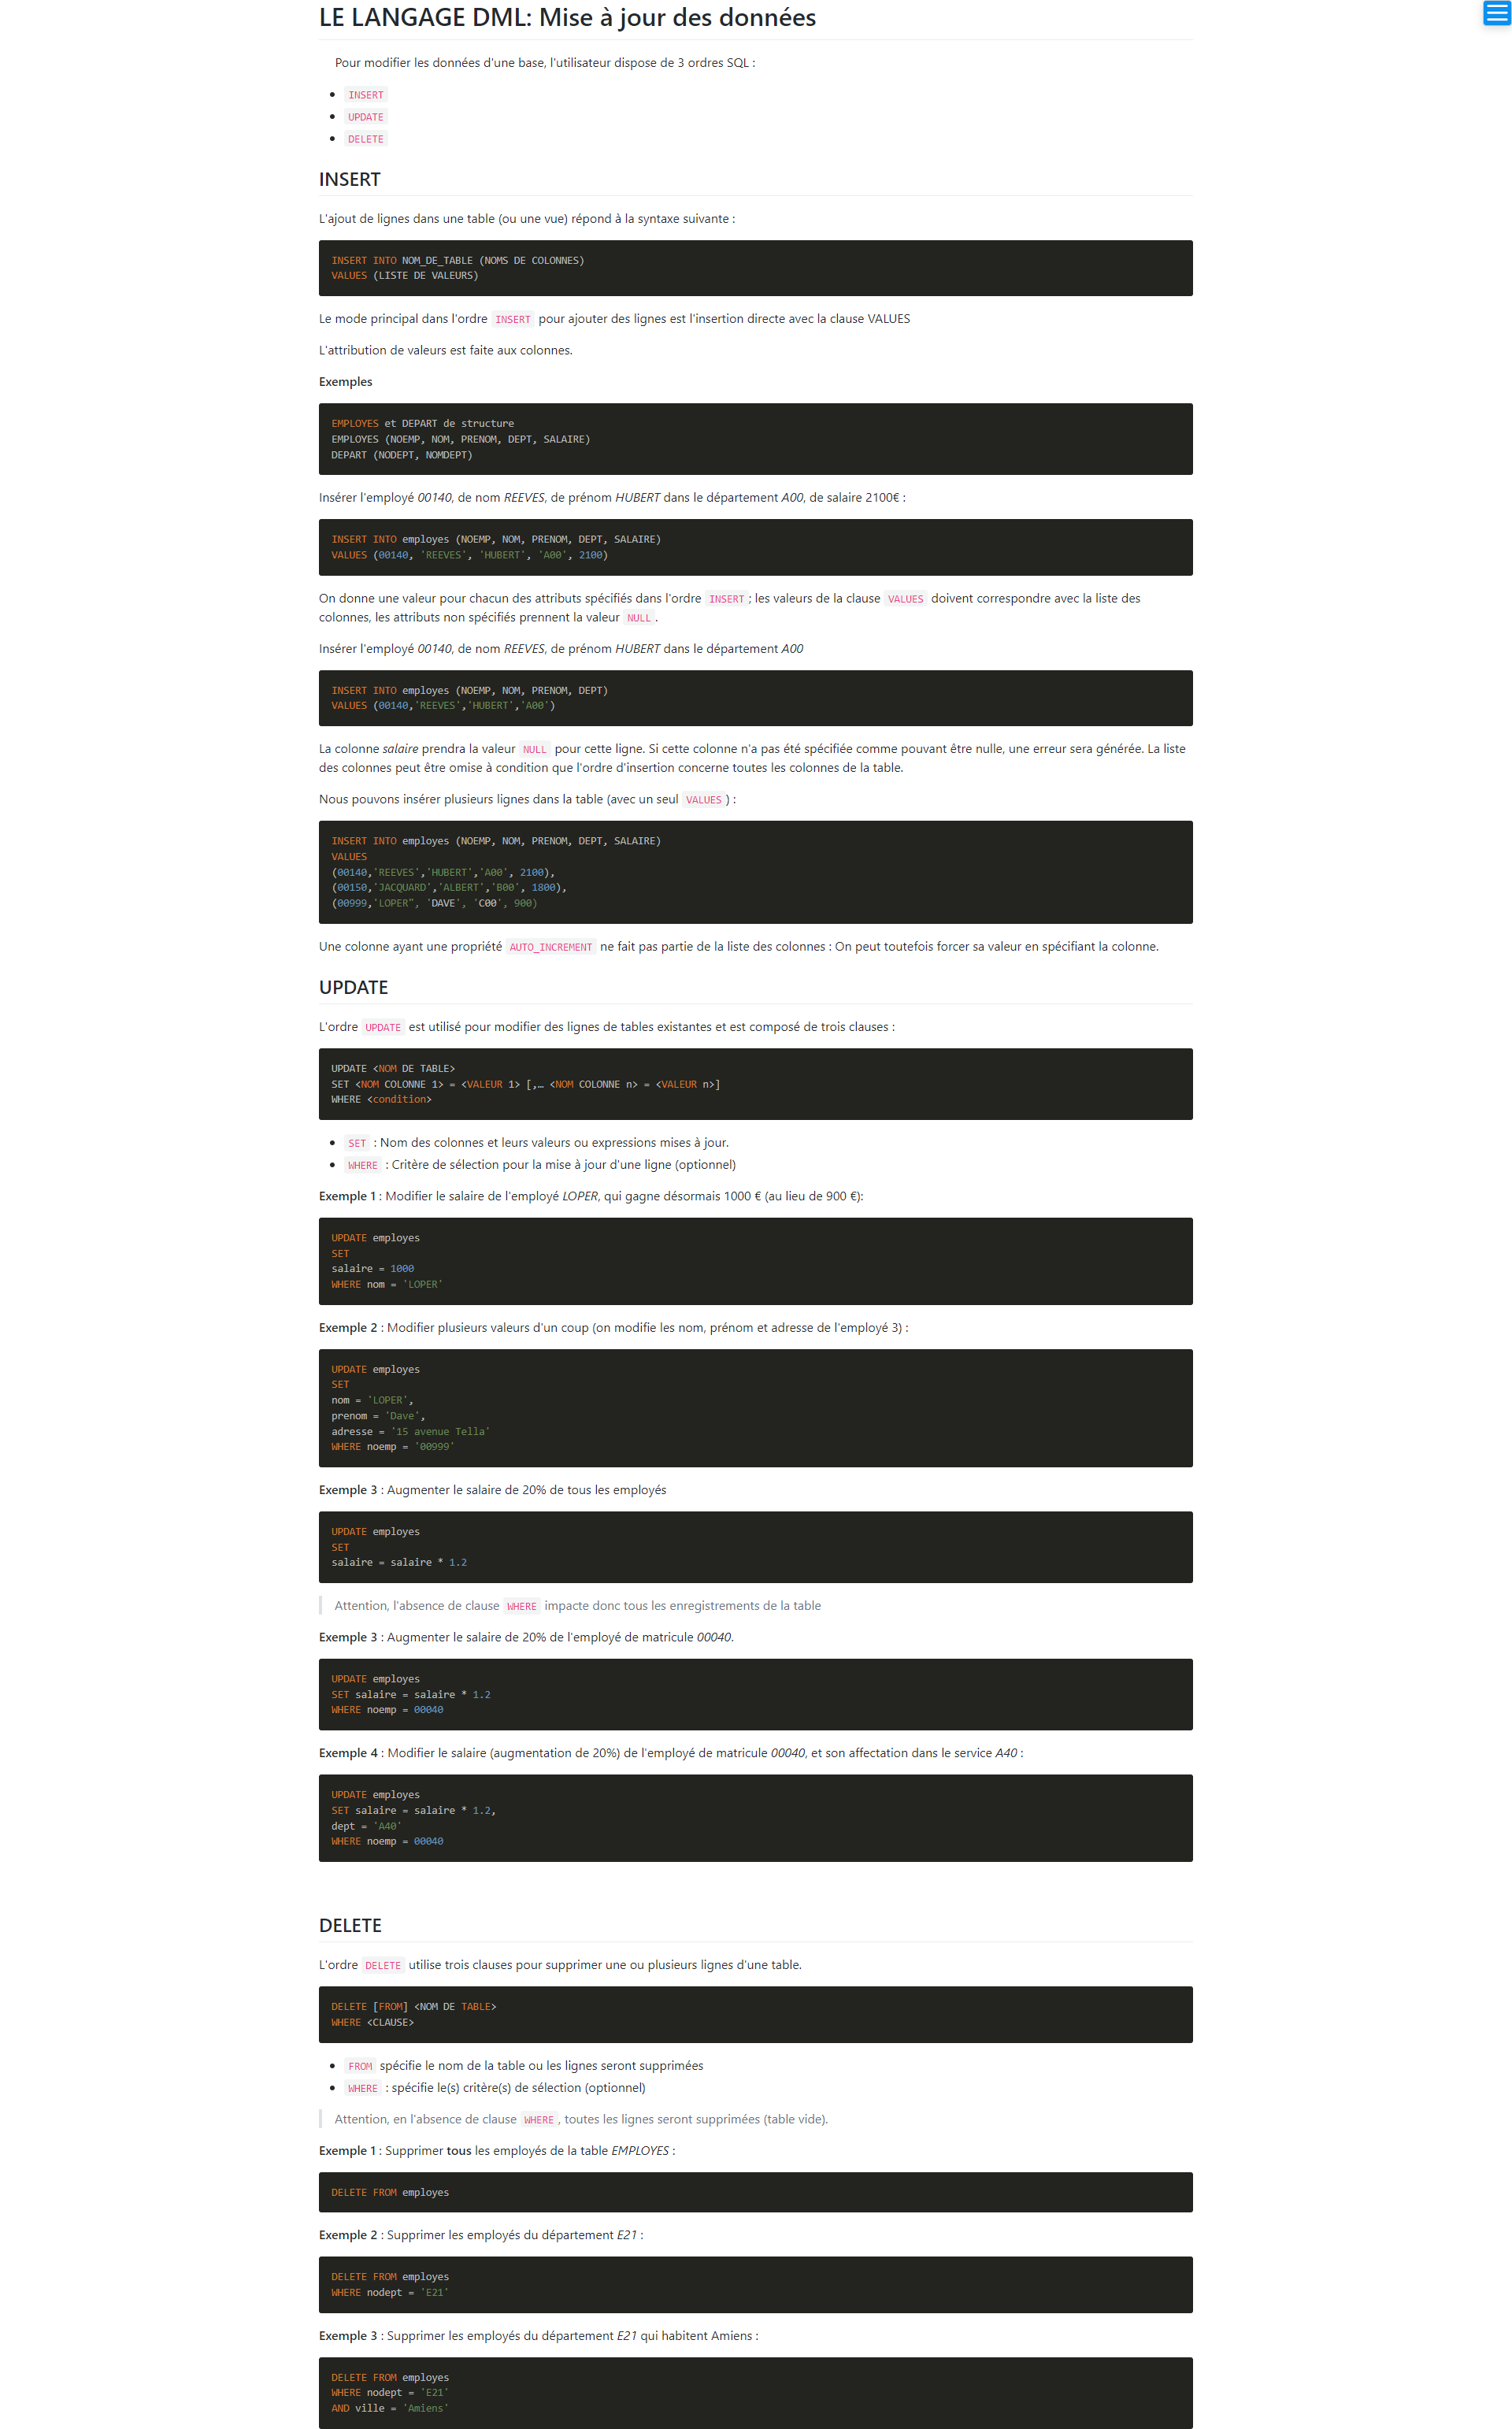 LE LANGAGE DML: Mise à jour des données
Pour modifier les données d'une base, l'utilisateur dispose de 3 ordres SQL :
INSERT
UPDATE
DELETE
INSERT
L'ajout de lignes dans une table (ou une vue) répond à la syntaxe suivante :
INSERT INTO NOM_DE_TABLE (NOMS DE COLONNES)
VALUES (LISTE DE VALEURS)
Le mode principal dans l'ordre INSERT pour ajouter des lignes est l'insertion directe avec la clause VALUES
L'attribution de valeurs est faite aux colonnes.
Exemples
EMPLOYES et DEPART de structure
EMPLOYES (NOEMP, NOM, PRENOM, DEPT, SALAIRE)
DEPART (NODEPT, NOMDEPT)
Insérer l'employé 00140, de nom REEVES, de prénom HUBERT dans le département A00, de salaire 2100€ :
INSERT INTO employes (NOEMP, NOM, PRENOM, DEPT, SALAIRE)
VALUES (00140, 'REEVES', 'HUBERT', 'A00', 2100)
On donne une valeur pour chacun des attributs spécifiés dans l'ordre INSERT ; les valeurs de la clause VALUES doivent correspondre avec la liste des
colonnes, les attributs non spécifiés prennent la valeur NULL .
Insérer l'employé 00140, de nom REEVES, de prénom HUBERT dans le département A00
INSERT INTO employes (NOEMP, NOM, PRENOM, DEPT)
VALUES (00140,'REEVES','HUBERT','A00')
La colonne salaire prendra la valeur NULL pour cette ligne. Si cette colonne n'a pas été spécifiée comme pouvant être nulle, une erreur sera générée. La liste
des colonnes peut être omise à condition que l'ordre d'insertion concerne toutes les colonnes de la table.
Nous pouvons insérer plusieurs lignes dans la table (avec un seul VALUES ) :
INSERT INTO employes (NOEMP, NOM, PRENOM, DEPT, SALAIRE)
VALUES
(00140,'REEVES','HUBERT','A00', 2100),
(00150,'JACQUARD','ALBERT','B00', 1800),
(00999,'LOPER", 'DAVE', 'C00', 900)
Une colonne ayant une propriété AUTO_INCREMENT ne fait pas partie de la liste des colonnes : On peut toutefois forcer sa valeur en spécifiant la colonne.
UPDATE
L'ordre UPDATE est utilisé pour modifier des lignes de tables existantes et est composé de trois clauses :
UPDATE <NOM DE TABLE>
SET <NOM COLONNE 1> = <VALEUR 1> [,… <NOM COLONNE n> = <VALEUR n>]
WHERE <condition>
SET : Nom des colonnes et leurs valeurs ou expressions mises à jour.
WHERE : Critère de sélection pour la mise à jour d'une ligne (optionnel)
Exemple 1 : Modifier le salaire de l'employé LOPER, qui gagne désormais 1000 € (au lieu de 900 €):
UPDATE employes
SET
salaire = 1000
WHERE nom = 'LOPER'
Exemple 2 : Modifier plusieurs valeurs d'un coup (on modifie les nom, prénom et adresse de l'employé 3) :
UPDATE employes
SET
nom = 'LOPER',
prenom = 'Dave',
adresse = '15 avenue Tella'
WHERE noemp = '00999'
Exemple 3 : Augmenter le salaire de 20% de tous les employés
UPDATE employes
SET
salaire = salaire * 1.2
Attention, l'absence de clause WHERE impacte donc tous les enregistrements de la table
Exemple 3 : Augmenter le salaire de 20% de l'employé de matricule 00040.
UPDATE employes
SET salaire = salaire * 1.2
WHERE noemp = 00040
Exemple 4 : Modifier le salaire (augmentation de 20%) de l'employé de matricule 00040, et son affectation dans le service A40 :
UPDATE employes
SET salaire = salaire * 1.2,
dept = 'A40'
WHERE noemp = 00040
DELETE
L'ordre DELETE utilise trois clauses pour supprimer une ou plusieurs lignes d'une table.
DELETE [FROM] <NOM DE TABLE>
WHERE <CLAUSE>
FROM spécifie le nom de la table ou les lignes seront supprimées
WHERE : spécifie le(s) critère(s) de sélection (optionnel)
Attention, en l'absence de clause WHERE , toutes les lignes seront supprimées (table vide).
Exemple 1 : Supprimer tous les employés de la table EMPLOYES :
DELETE FROM employes
Exemple 2 : Supprimer les employés du département E21 :
DELETE FROM employes
WHERE nodept = 'E21'
Exemple 3 : Supprimer les employés du département E21 qui habitent Amiens :
DELETE FROM employes
WHERE nodept = 'E21'
AND ville = 'Amiens'